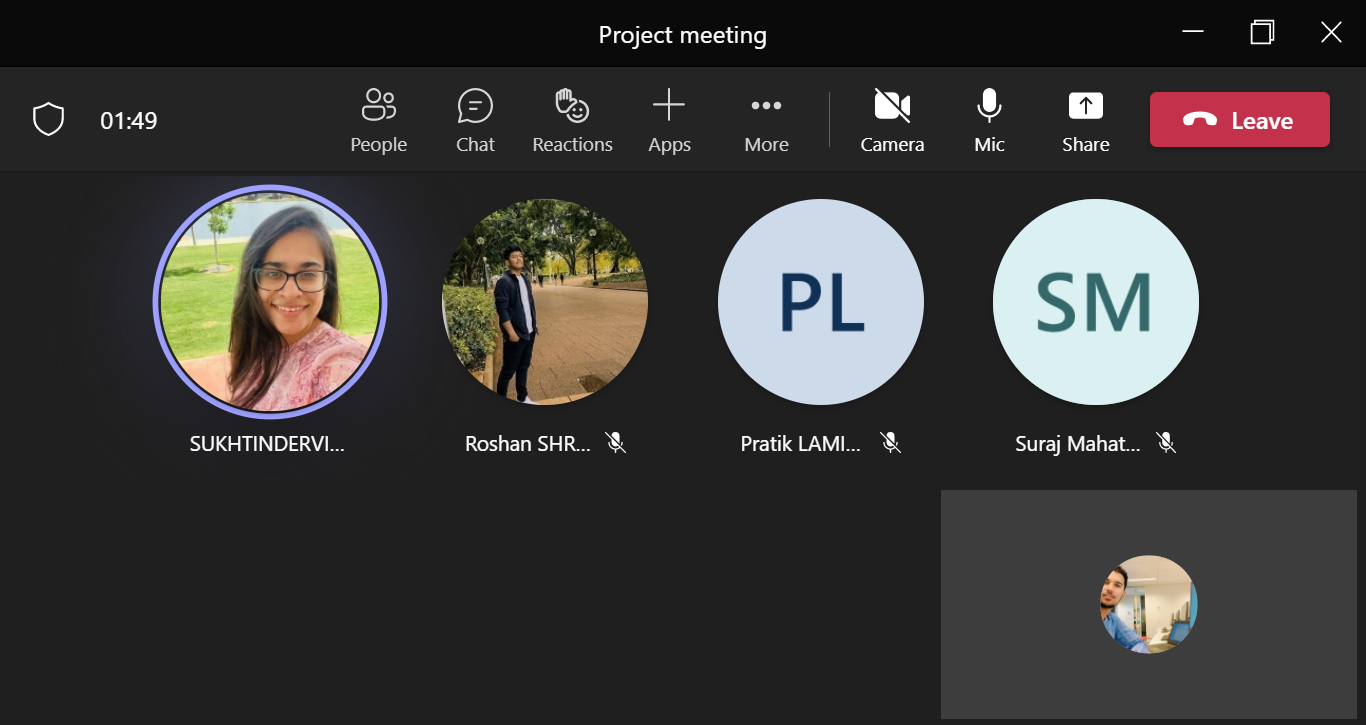 Project meeting
01:49
People
Chat
Reactions
Apps
More
Camera
Mic
Share
Leave
PL
SM
SUKHTINDERVI...
Roshan SHR...
Pratik LAMI...
Suraj Mahat...